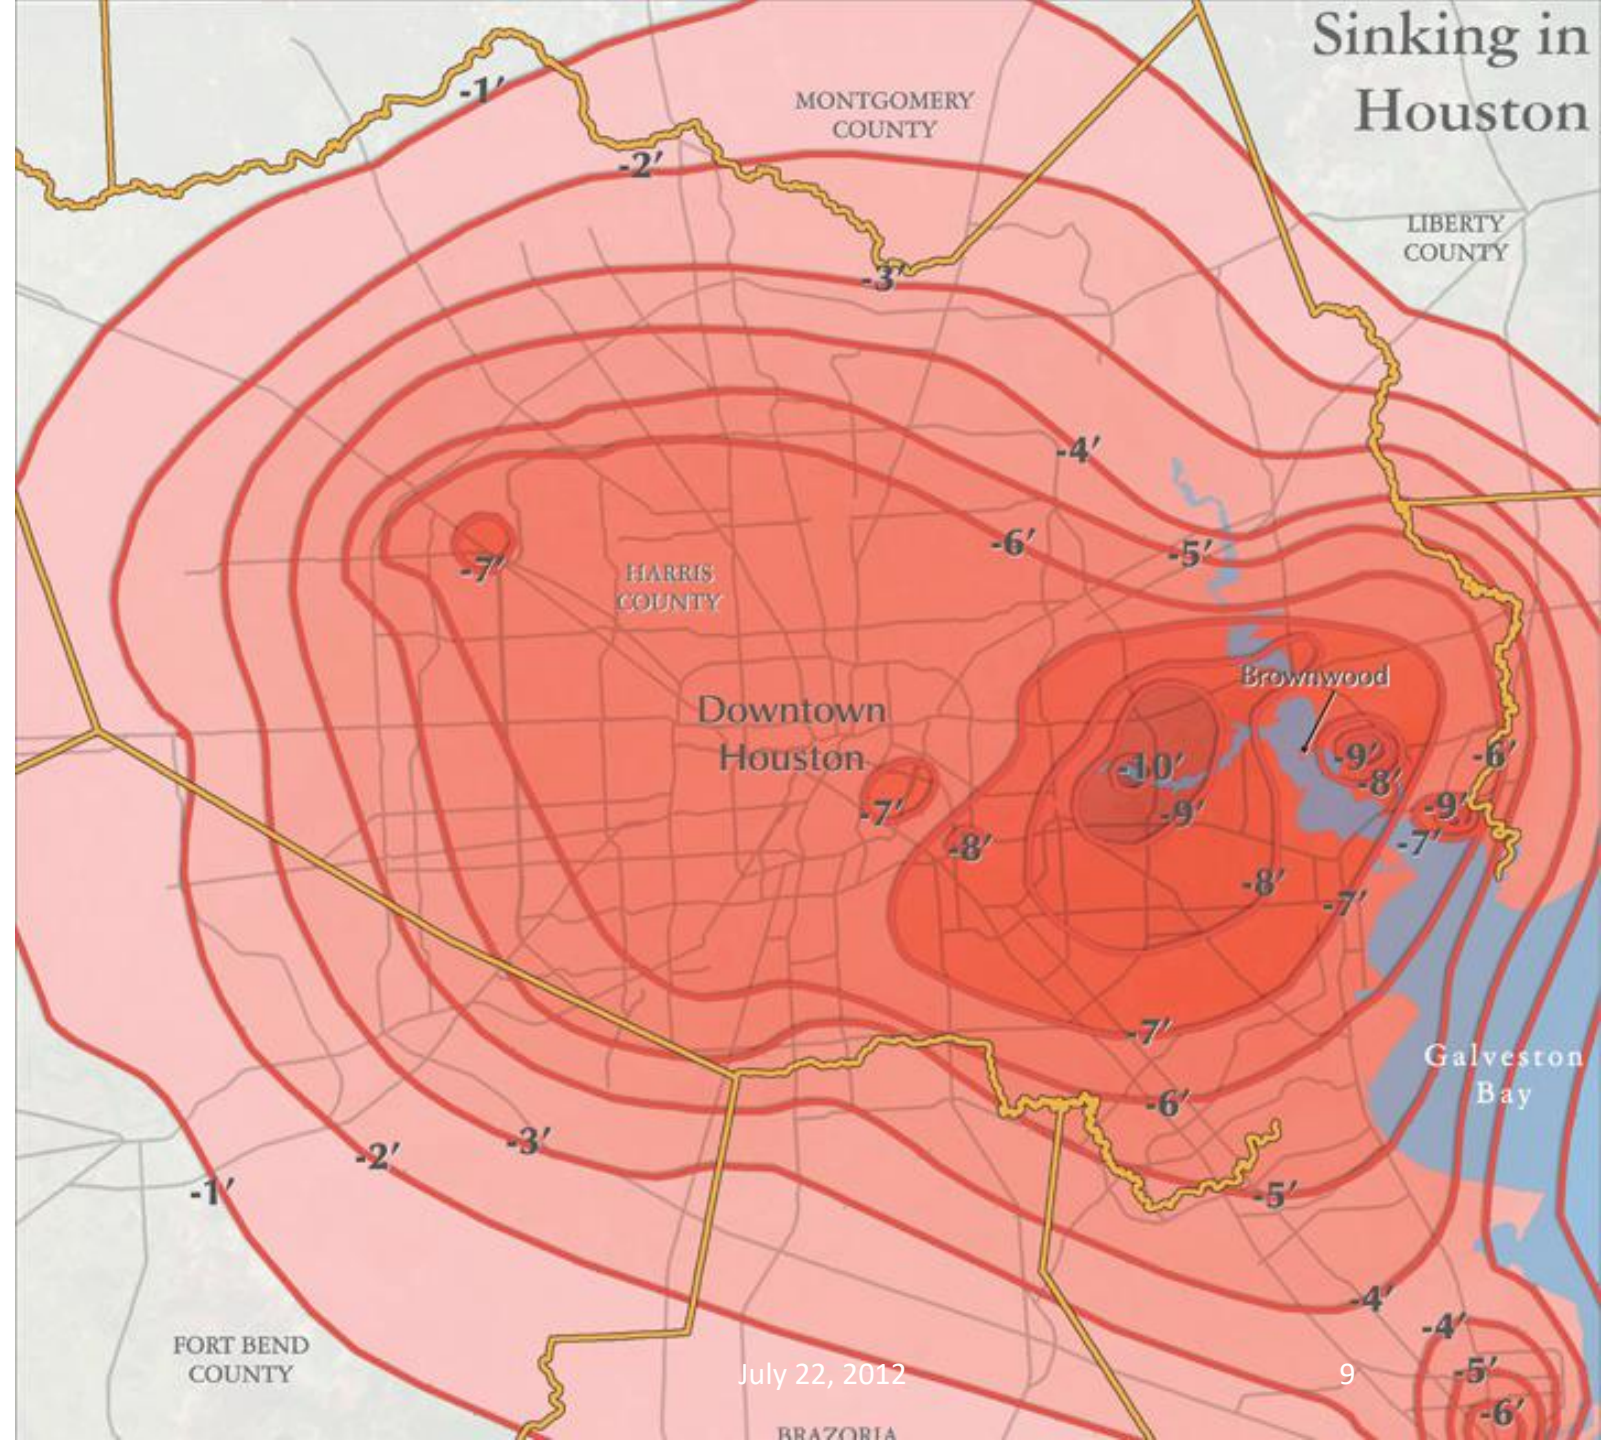 Sinking in
Houston
-1′
MONTGOMERY
COUNTY
-2′
LIBERTY
COUNTY
-3′
-4′
-6′
-5′
-7′
HARRIS
COUNTY
Brownwood
Downtown
Houston
-10′
-9′
-8′
-6′
-7′
-9′
-9′
-8′
-7′
-8′
-7′
-7′
Galveston
Bay
-6′
-3′
-2′
-1′
-5′
-4′
-4′
FORT BEND
COUNTY
July 22, 2012
9
-5′
-6′
BRAZORIA